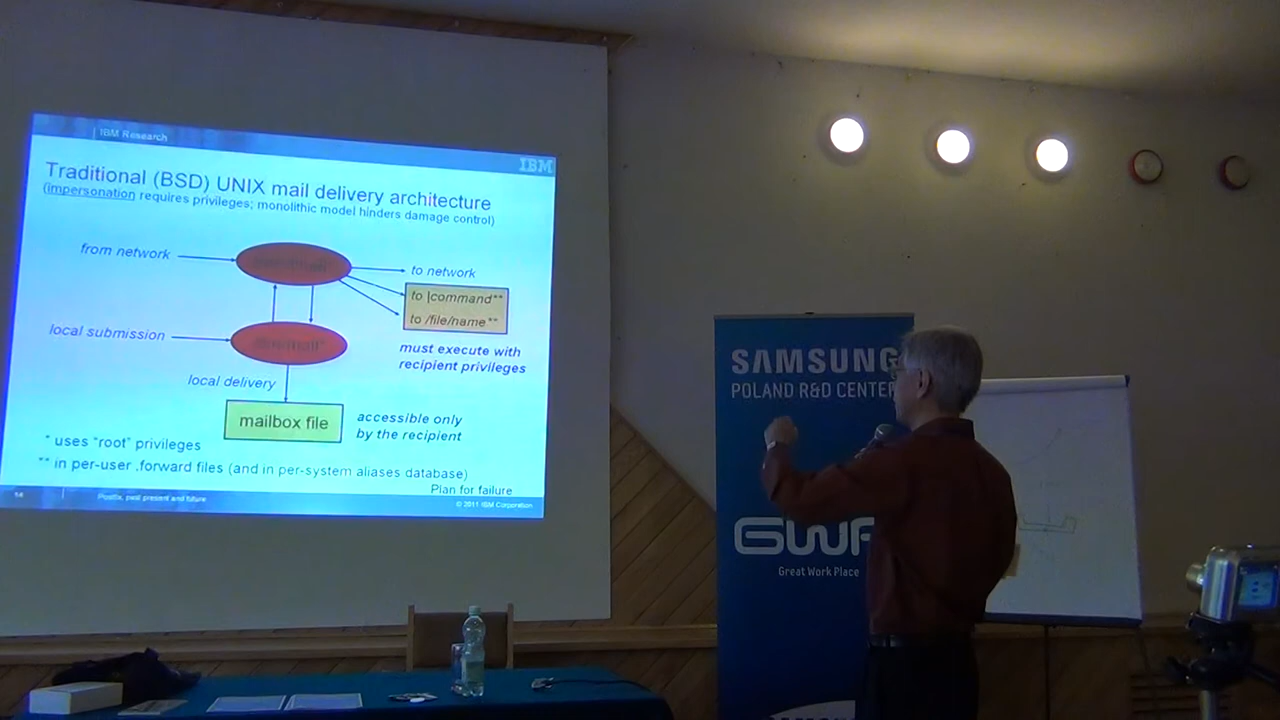 IBM Research
IBM
Traditional (BSD) UNIX mail delivery architecture
(impersonation requires privileges; monolithic model hinders damage control)
from network
to network
to |command**
to /file/name**
local submission
must execute with
recipient privileges
local delivery
mailbox file
accessible only
by the recipient
* uses "root" privileges
** in per-user .forward files (and in per-system aliases database)
Plan for failure
14
Postfix, past present and future
© 2011 IBM Corporation
SAMSUNG
POLAND R&D CENTER
GWP
Great Work Place
SAMSUNG